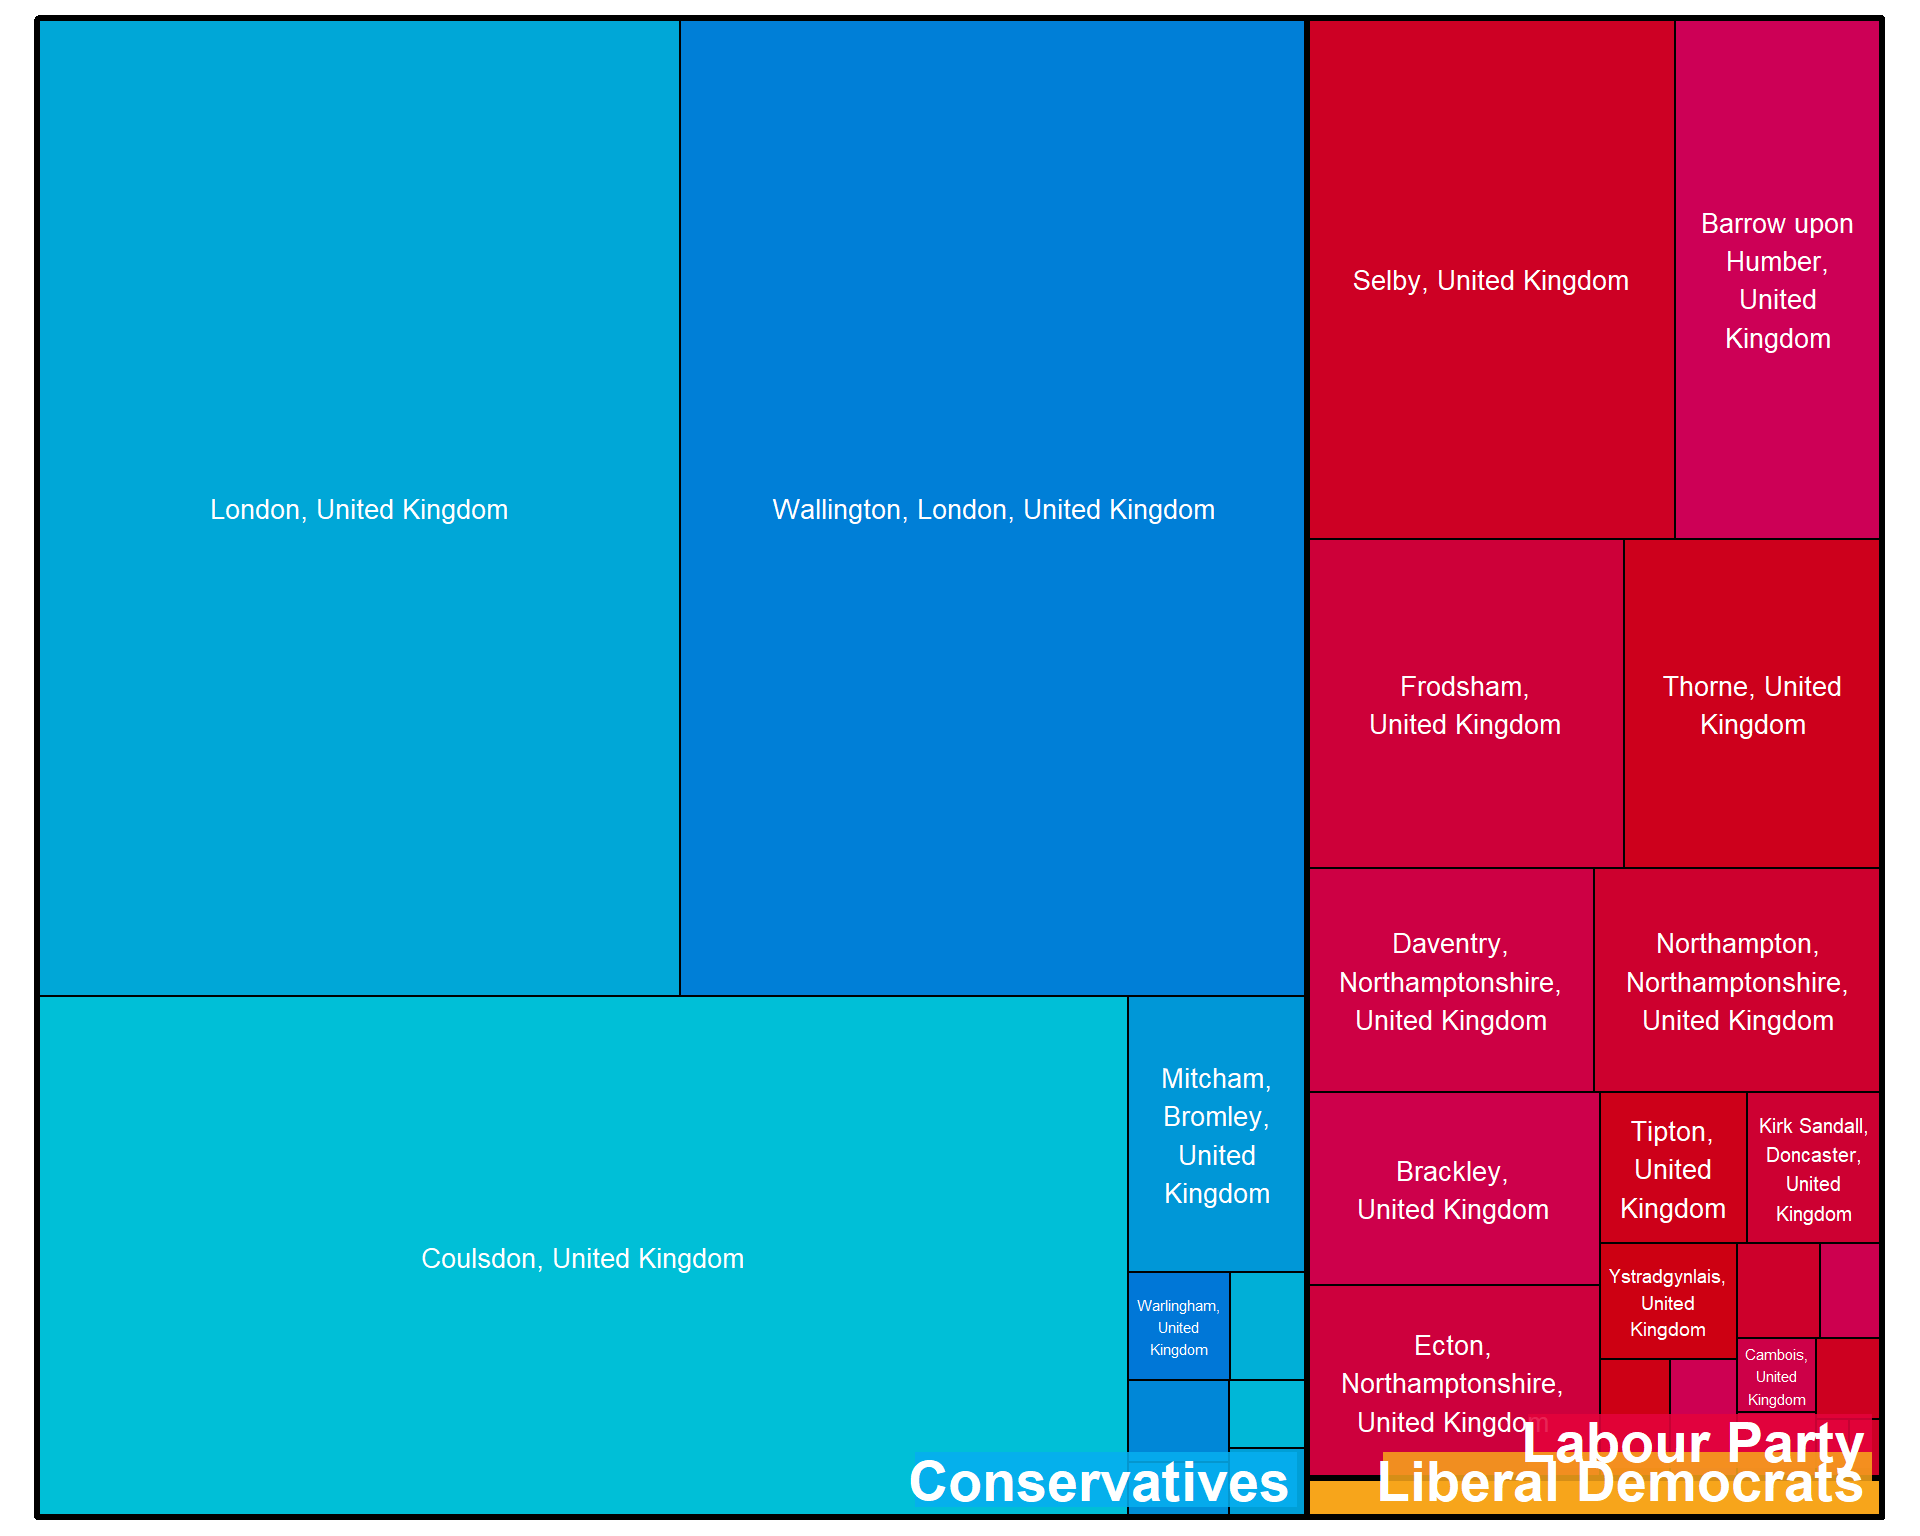 London, United Kingdom
Wallington, London, United Kingdom
Coulsdon, United Kingdom
Mitcham,
Bromley,
United
Kingdom
Warlingham,
United
Kingdom
Conservatives
Selby, United Kingdom
Barrow upon
Humber,
United
Kingdom
Frodsham,
United Kingdom
Thorne, United
Kingdom
Daventry,
Northamptonshire,
United Kingdom
Northampton,
Northamptonshire,
United Kingdom
Brackley,
United Kingdom
Tipton,
United
Kingdom
Kirk Sandall,
Doncaster,
United
Kingdom
Ystradgynlais,
United
Kingdom
Ecton,
Northamptonshire,
United Kingdom
Cambois,
United
Kingdom
Labour Party
Liberal Democrats